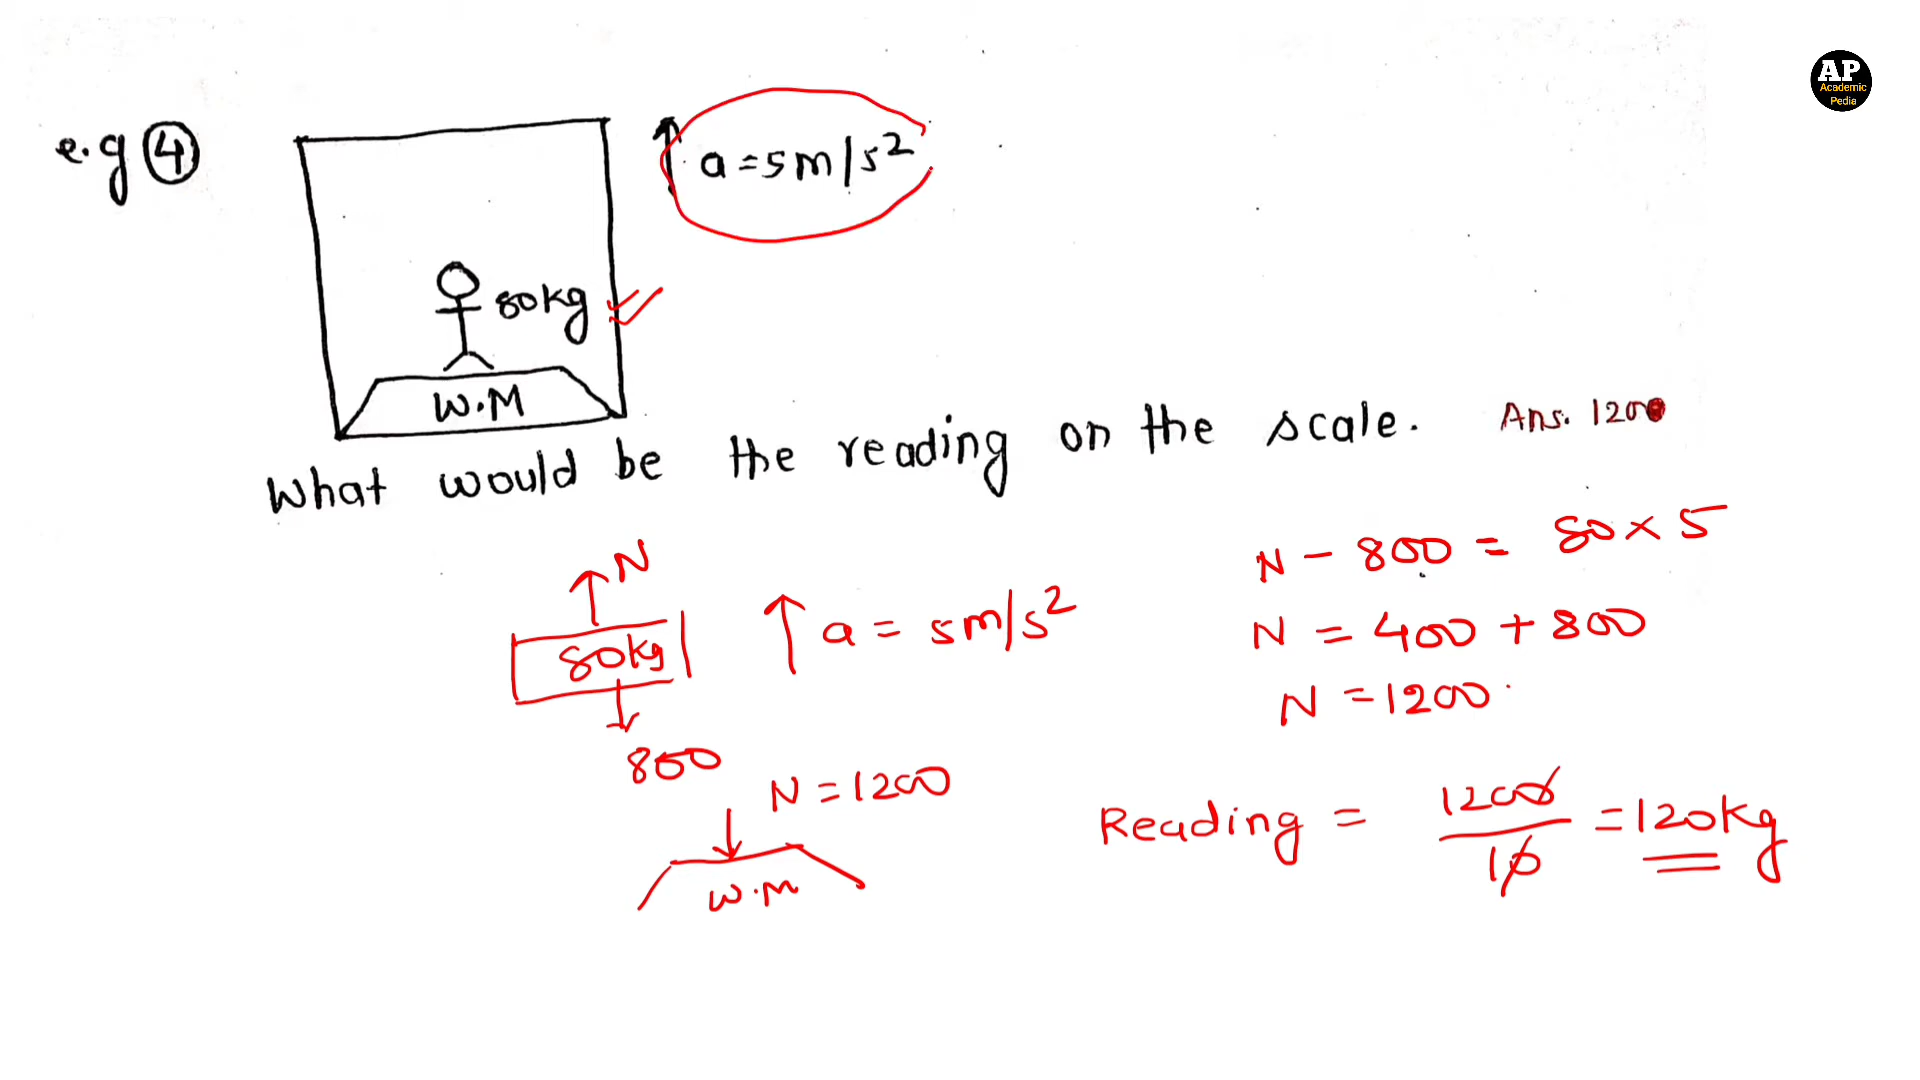 AP
Academic
Pedia
e.g ④
a = 5m/s²
80kg
W.M
What would be the reading on the scale. Ans. 1200
N
80kg
a = 5m/s²
800
N - 800 = 80 × 5
N = 400 + 800
N = 1200
N = 1200
W.M
Reading = 1200/10 = 120kg